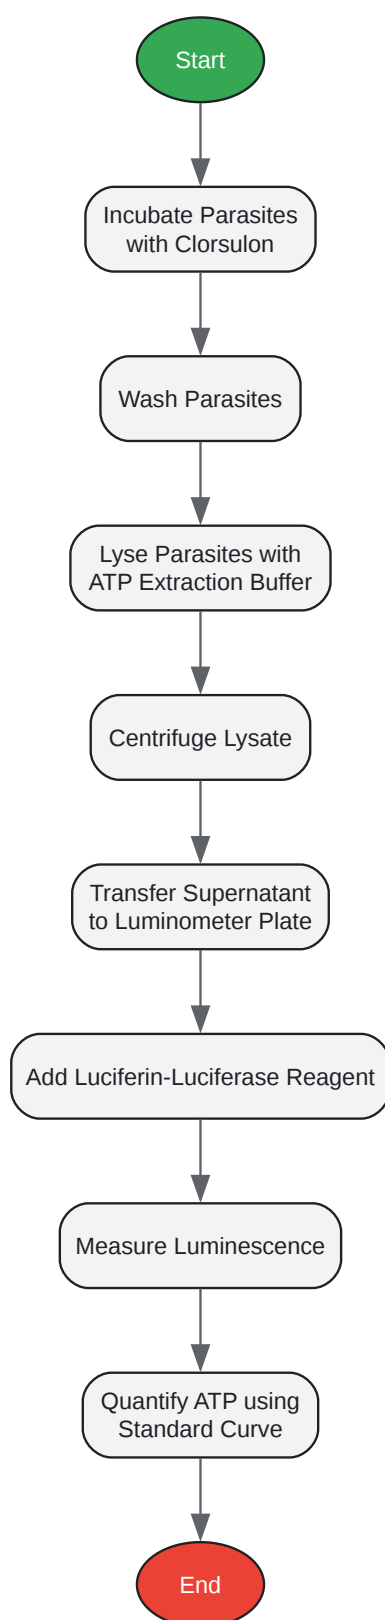 Start
Incubate Parasites
with Clorsulon
Wash Parasites
Lyse Parasites with
ATP Extraction Buffer
Centrifuge Lysate
Transfer Supernatant
to Luminometer Plate
Add Luciferin-Luciferase Reagent
Measure Luminescence
Quantify ATP using
Standard Curve
End